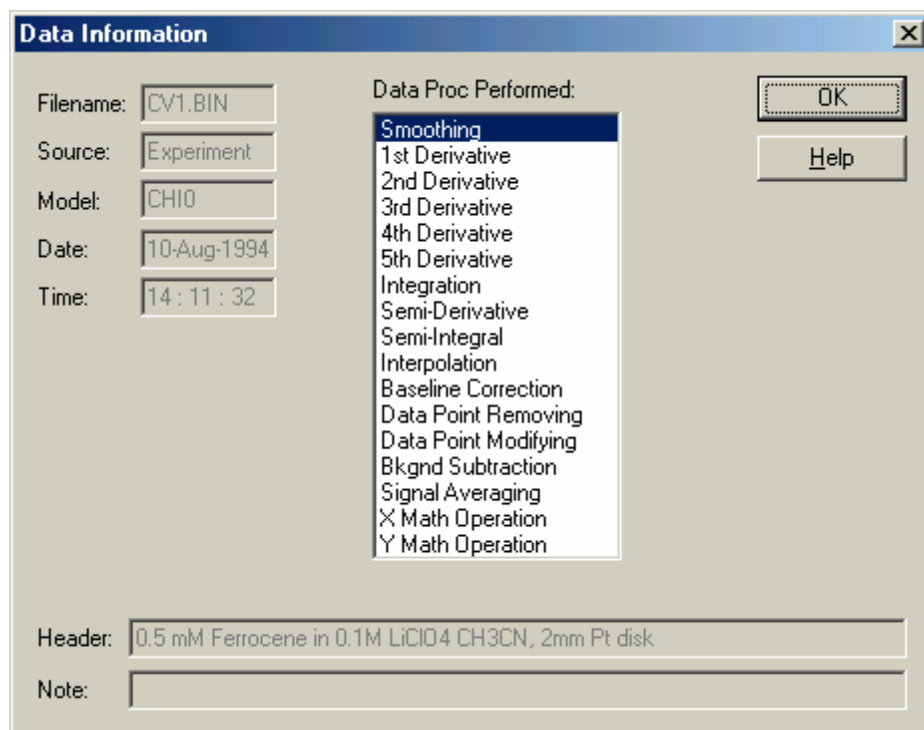 Data Information
Filename: CV1.BIN
Source: Experiment
Model: CHI0
Date: 10-Aug-1994
Time: 14 : 11 : 32
Data Proc Performed:
Smoothing
1st Derivative
2nd Derivative
3rd Derivative
4th Derivative
5th Derivative
Integration
Semi-Derivative
Semi-Integral
Interpolation
Baseline Correction
Data Point Removing
Data Point Modifying
Bkgnd Subtraction
Signal Averaging
X Math Operation
Y Math Operation
OK
Help
Header: 0.5 mM Ferrocene in 0.1M LiClO4 CH3CN, 2mm Pt disk
Note: